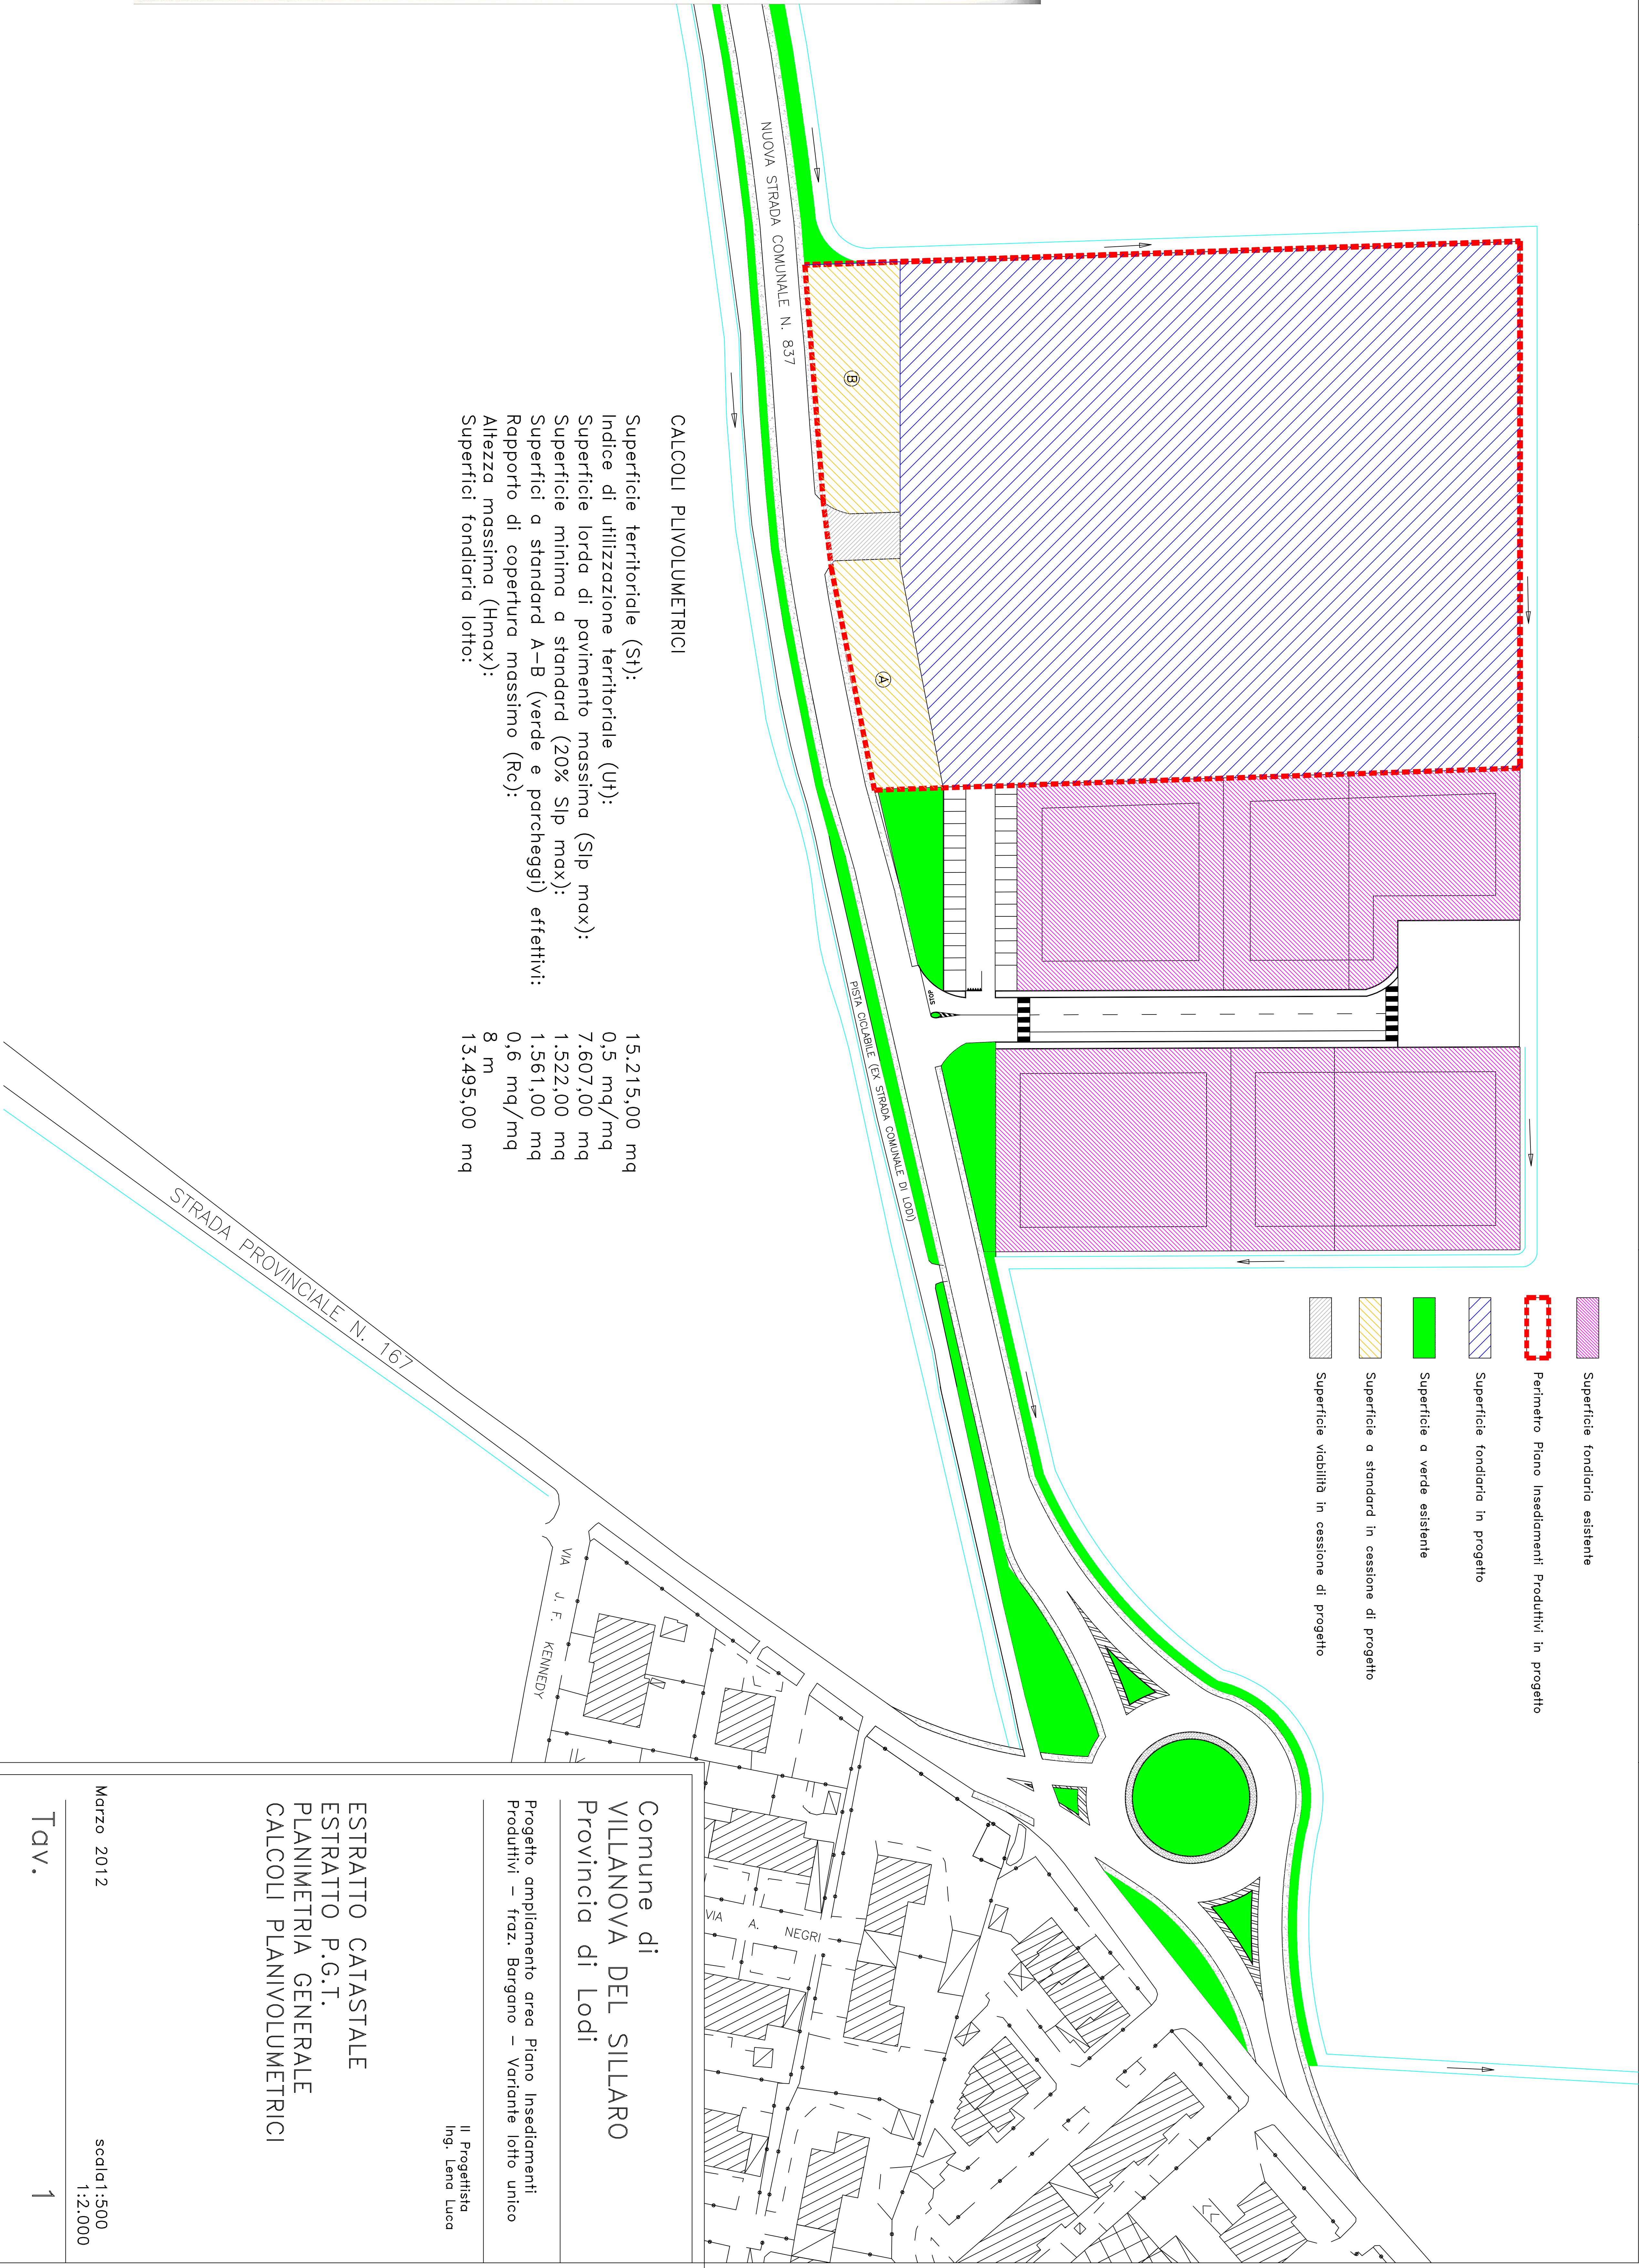 Superficie fondiaria esistente
Perimetro Piano Insediamenti Produttivi in progetto
Superficie fondiaria in progetto
Superficie a verde esistente
Superficie a standard in cessione di progetto
Superficie viabilità in cessione di progetto
NUOVA STRADA COMUNALE N. 837
B
A
STOP
PISTA CICLABILE (EX STRADA COMUNALE DI LODI)
CALCOLI PLIVOLUMETRICI
Superficie territoriale (St): 15.215,00 mq
Indice di utilizzazione territoriale (Ut): 0,5 mq/mq
Superficie lorda di pavimento massima (Slp max): 7.607,00 mq
Superficie minima a standard (20% Slp max): 1.522,00 mq
Superfici a standard A-B (verde e parcheggi) effettivi: 1.561,00 mq
Rapporto di copertura massimo (Rc): 0,6 mq/mq
Altezza massima (Hmax): 8 m
Superfici fondiaria lotto: 13.495,00 mq
STRADA PROVINCIALE N. 167
VIA J. F. KENNEDY
VIA A. NEGRI
Comune di
VILLANOVA DEL SILLARO
Provincia di Lodi
Progetto ampliamento area Piano Insediamenti
Produttivi - fraz. Bargano - Variante lotto unico
Il Progettista
Ing. Lena Luca
ESTRATTO CATASTALE
ESTRATTO P.G.T.
PLANIMETRIA GENERALE
CALCOLI PLANIVOLUMETRICI
Marzo 2012
scala1:500
1:2.000
Tav. 1